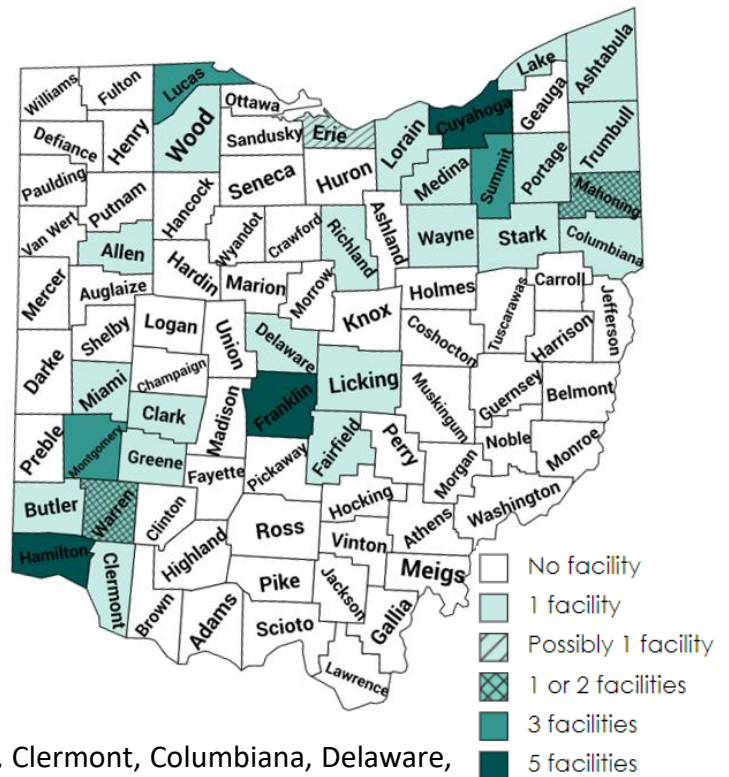 Lake
Ashtabula
Williams
Fulton
Lucas
Ottawa
Cuyahoga
Geauga
Defiance
Henry
Wood
Sandusky
Erie
Lorain
Trumbull
Paulding
Putnam
Hancock
Seneca
Huron
Medina
Summit
Portage
Mahoning
Van Wert
Allen
Wyandot
Crawford
Richland
Ashland
Wayne
Stark
Columbiana
Mercer
Auglaize
Hardin
Marion
Morrow
Holmes
Carroll
Tuscarawas
Jefferson
Shelby
Logan
Union
Delaware
Knox
Coshocton
Harrison
Darke
Miami
Champaign
Licking
Muskingum
Guernsey
Belmont
Clark
Madison
Franklin
Preble
Montgomery
Greene
Fayette
Pickaway
Fairfield
Perry
Morgan
Noble
Monroe
Butler
Warren
Clinton
Ross
Hocking
Athens
Washington
Hamilton
Clermont
Highland
Vinton
Meigs
Brown
Adams
Pike
Jackson
Gallia
Scioto
Lawrence
No facility
1 facility
Possibly 1 facility
1 or 2 facilities
3 facilities
5 facilities
, Clermont, Columbiana, Delaware,